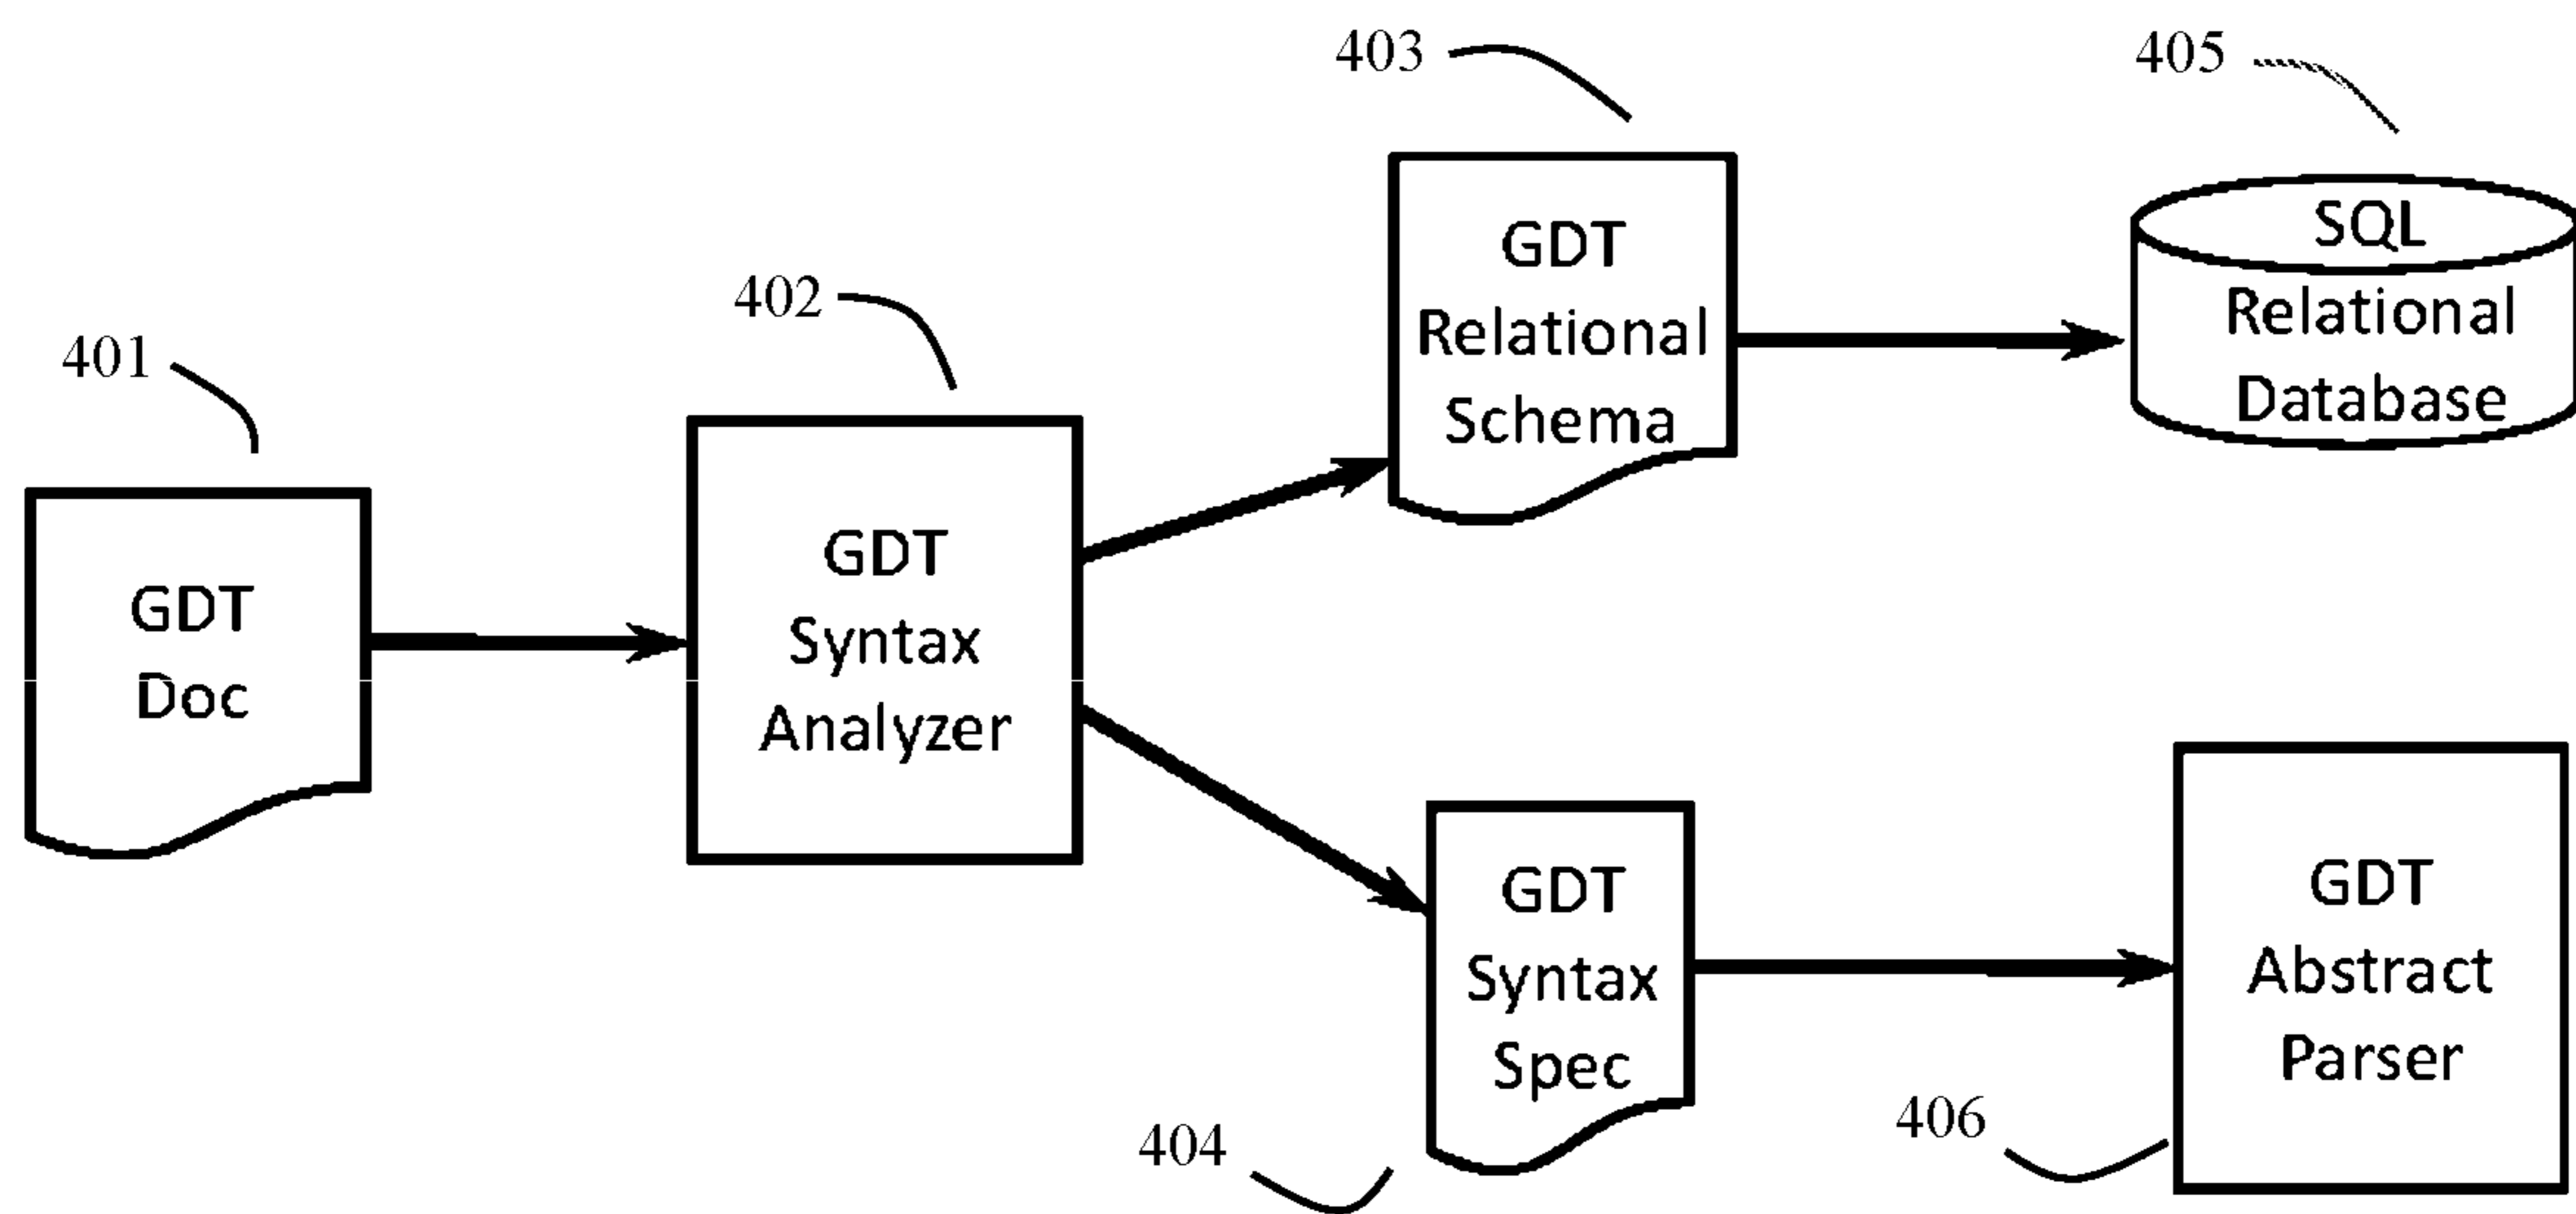 403
405
402
401
GDT
Relational
Schema
SQL
Relational
Database
GDT
Doc
GDT
Syntax
Analyzer
GDT
Syntax
Spec
GDT
Abstract
Parser
404
406